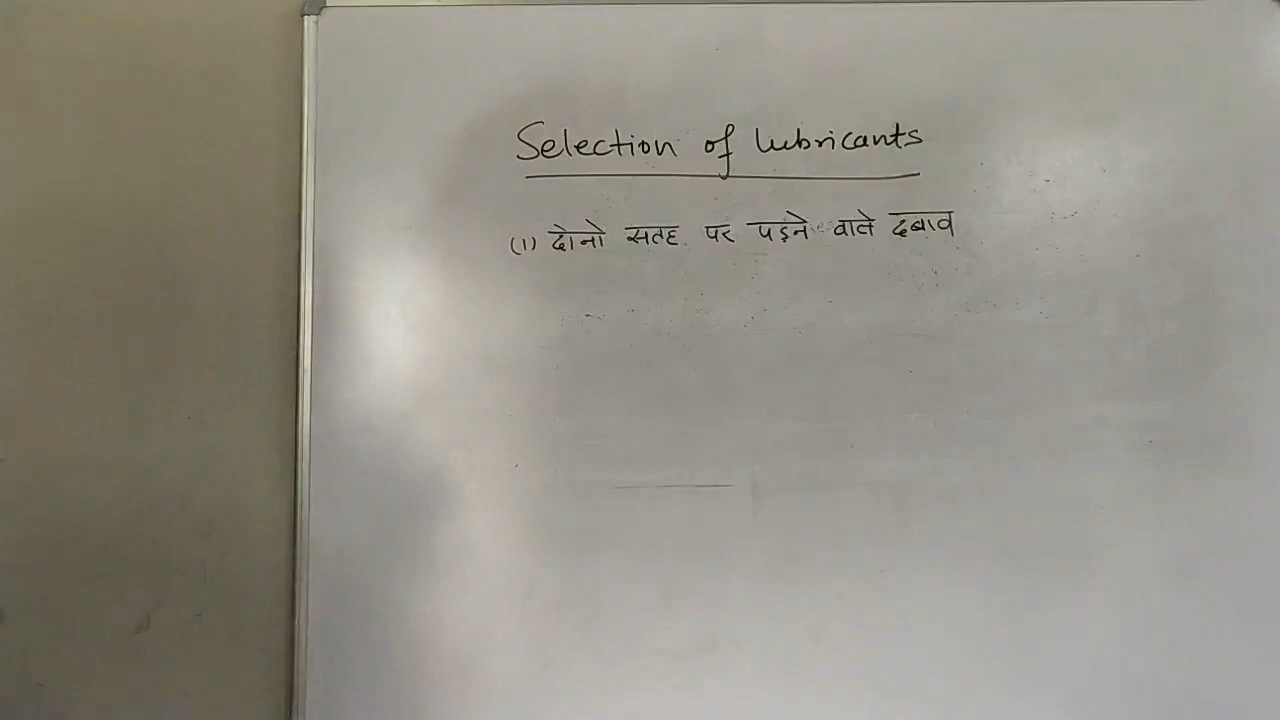 Selection of lubricants
(1) दोनो सतह पर पड़ने वाले दबाव